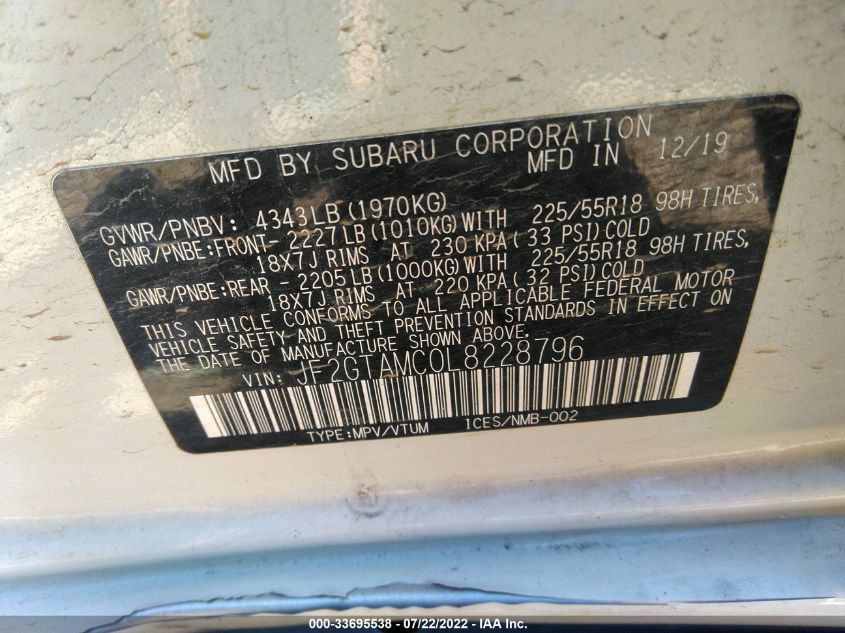 MFD BY SUBARU CORPORATION
MFD IN 12/19
GVWR/PNBV: 4343LB(1970KG)
GAWR/PNBE:FRONT- 2227LB(1010KG)WITH 225/55R18 98H TIRES,
18X7J RIMS AT 230 KPA(33 PSI)COLD
GAWR/PNBE:REAR - 2205LB(1000KG)WITH 225/55R18 98H TIRES,
18X7J RIMS AT 220 KPA(32 PSI)COLD
THIS VEHICLE CONFORMS TO ALL APPLICABLE FEDERAL MOTOR
VEHICLE SAFETY AND THEFT PREVENTION STANDARDS IN EFFECT ON
THE DATE OF MANUFACTURE SHOWN ABOVE.
VIN: JF2GTAMC0L8228796
TYPE:MPV/VTUM ICES/NMB-002
000-33695538 - 07/22/2022 - IAA Inc.